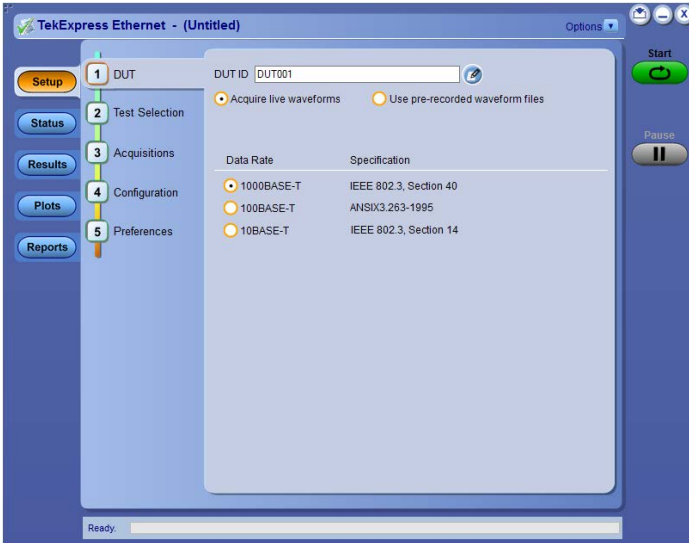 TekExpress Ethernet - (Untitled)
Options
X
Start
Pause
Setup
Status
Results
Plots
Reports
1 DUT
2 Test Selection
3 Acquisitions
4 Configuration
5 Preferences
DUT ID DUT001
Acquire live waveforms Use pre-recorded waveform files
Data Rate Specification
1000BASE-T IEEE 802.3, Section 40
100BASE-T ANSIX3.263-1995
10BASE-T IEEE 802.3, Section 14
Ready.